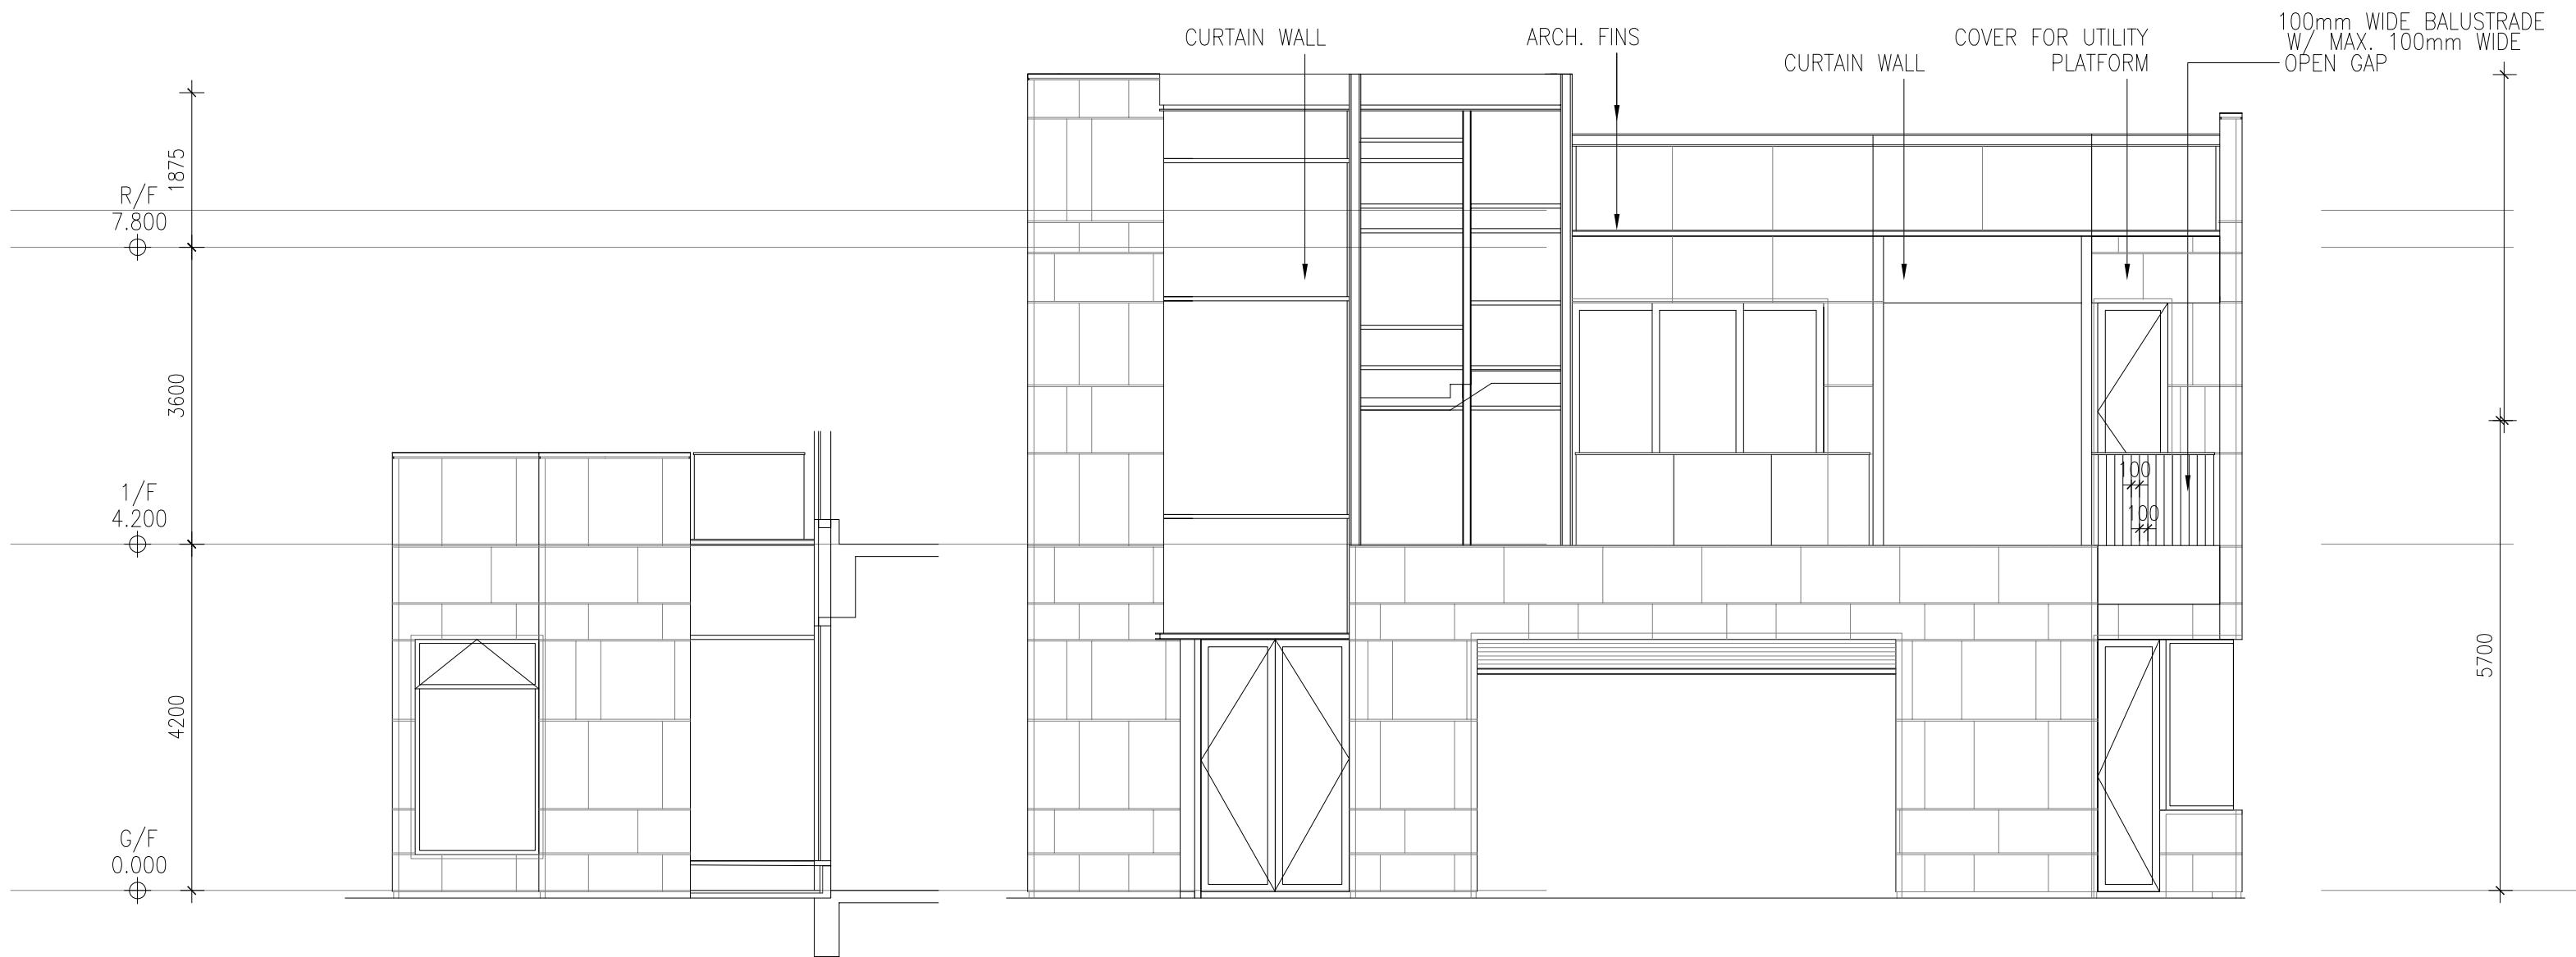 100mm WIDE BALUSTRADE
W/ MAX. 100mm WIDE
OPEN GAP
CURTAIN WALL
ARCH. FINS
CURTAIN WALL
COVER FOR UTILITY
PLATFORM
1875
R/F
7.800
3600
1/F
4.200
100
100
4200
5700
G/F
0.000